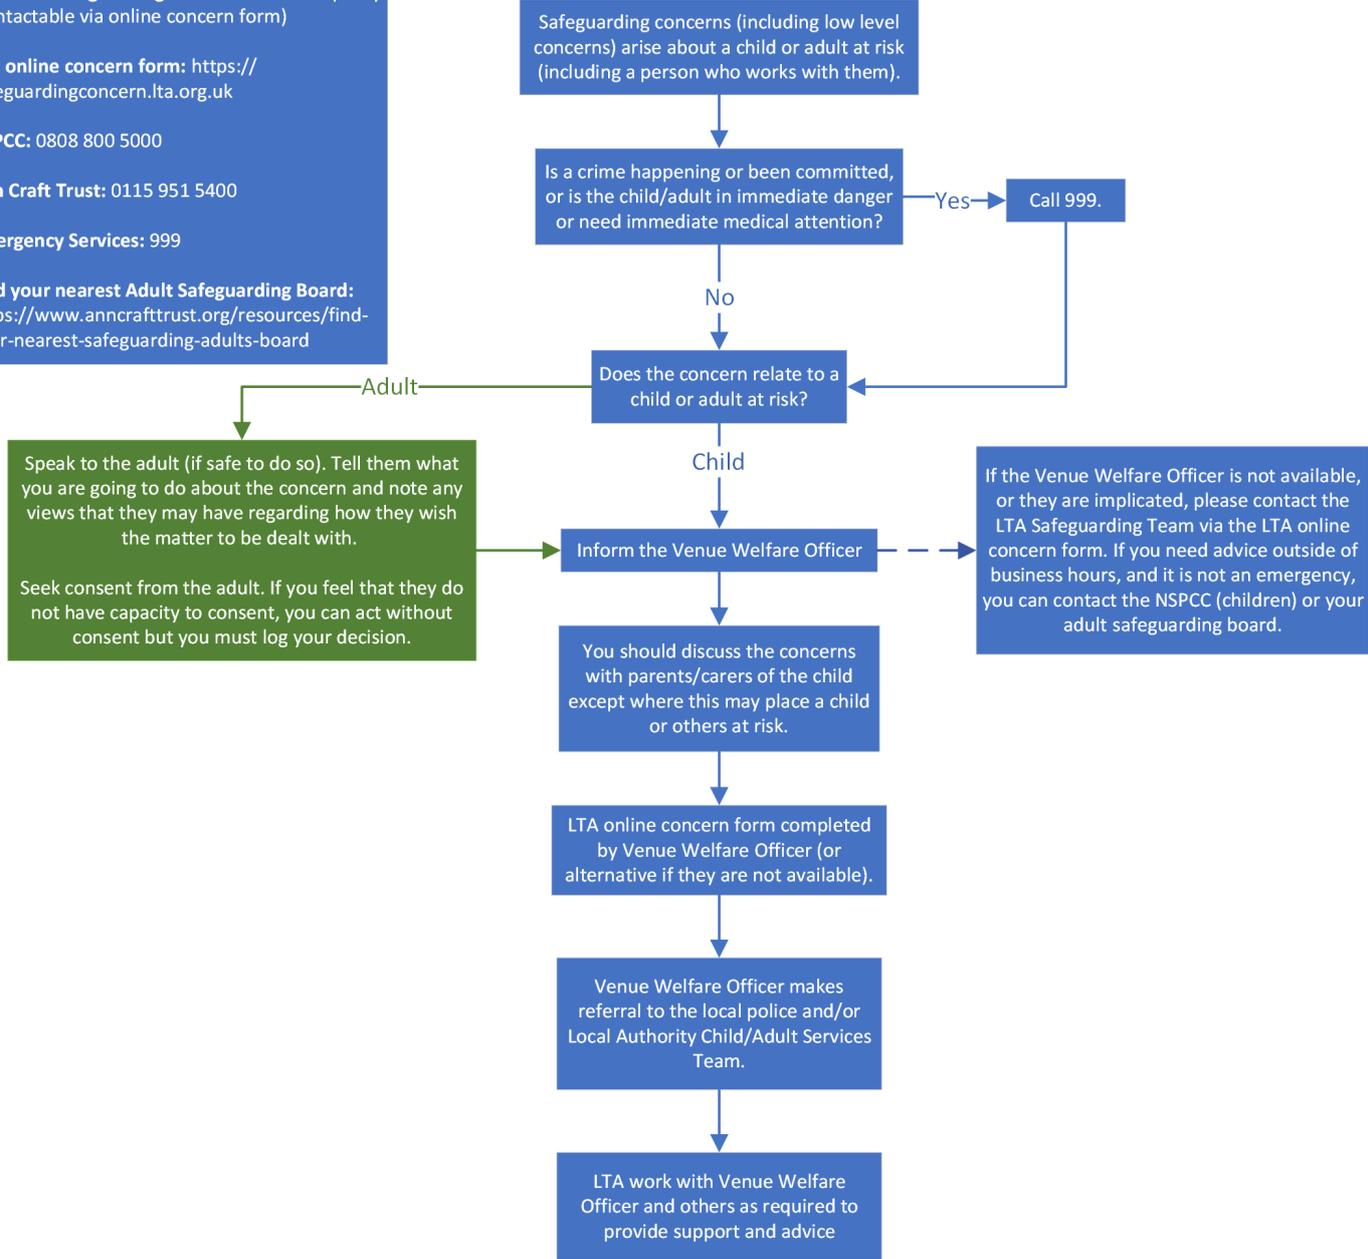 (contactable via online concern form)
online concern form: https://
eguardingconcern.lta.org.uk
PCC: 0808 800 5000
Craft Trust: 0115 951 5400
ergency Services: 999
your nearest Adult Safeguarding Board:
ps://www.anncrafttrust.org/resources/find-
r-nearest-safeguarding-adults-board
Safeguarding concerns (including low level
concerns) arise about a child or adult at risk
(including a person who works with them).
Is a crime happening or been committed,
or is the child/adult in immediate danger
or need immediate medical attention?
Yes
Call 999.
No
Does the concern relate to a
child or adult at risk?
Adult
Child
Speak to the adult (if safe to do so). Tell them what
you are going to do about the concern and note any
views that they may have regarding how they wish
the matter to be dealt with.
Seek consent from the adult. If you feel that they do
not have capacity to consent, you can act without
consent but you must log your decision.
Inform the Venue Welfare Officer
If the Venue Welfare Officer is not available,
or they are implicated, please contact the
LTA Safeguarding Team via the LTA online
concern form. If you need advice outside of
business hours, and it is not an emergency,
you can contact the NSPCC (children) or your
adult safeguarding board.
You should discuss the concerns
with parents/carers of the child
except where this may place a child
or others at risk.
LTA online concern form completed
by Venue Welfare Officer (or
alternative if they are not available).
Venue Welfare Officer makes
referral to the local police and/or
Local Authority Child/Adult Services
Team.
LTA work with Venue Welfare
Officer and others as required to
provide support and advice